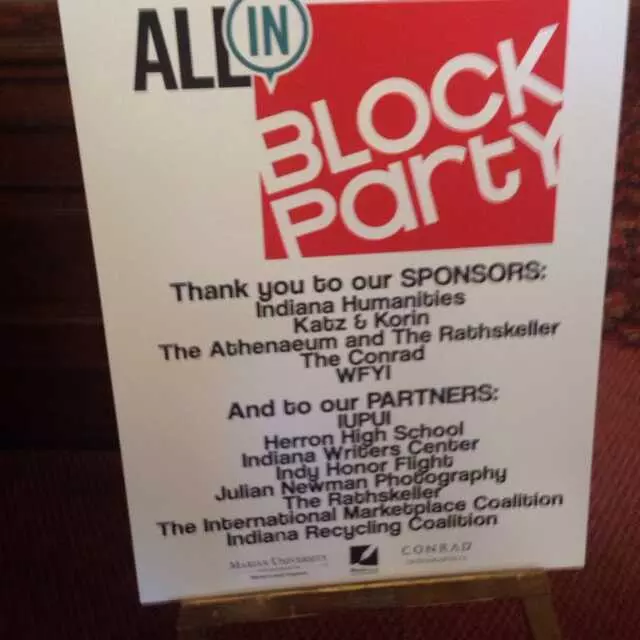 ALL IN
BLOCK
Party
Thank you to our SPONSORS:
Indiana Humanities
Katz & Korin
The Athenaeum and The Rathskeller
The Conrad
WFYI
And to our PARTNERS:
IUPUI
Herron High School
Indiana Writers Center
Indy Honor Flight
Julian Newman Photography
The Rathskeller
The International Marketplace Coalition
Indiana Recycling Coalition
MARIAN UNIVERSITY
CONRAD